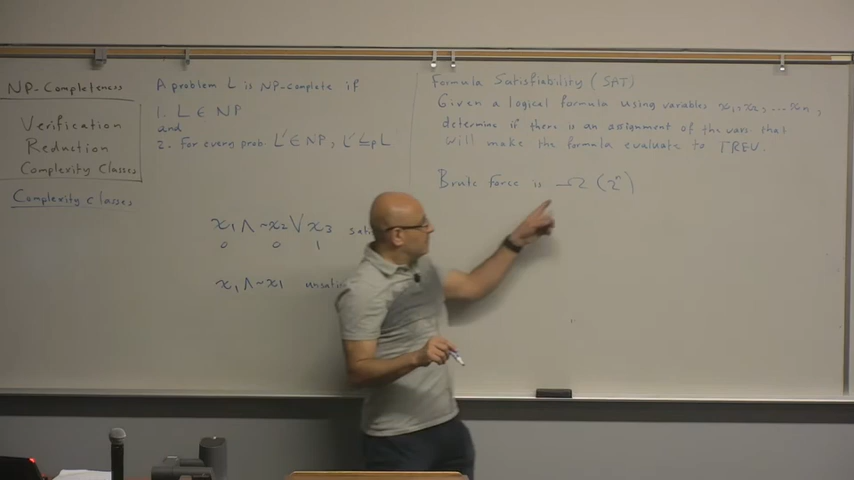 NP-Completeness
Verification
Reduction
Complexity Classes
Complexity classes
A problem L is NP-complete if
1. L ∈ NP
and
2. For every prob L' ∈ NP, L' ≤p L
x1 ∧ ~x2 ∨ x3
0 0 1
x1 ∧ ~x1
Formula Satisfiability (SAT)
Given a logical formula using variables x1, x2, ... xn,
determine if there is an assignment of the vars that
will make the formula evaluate to TRUE.
Brute Force is Ω(2^n)